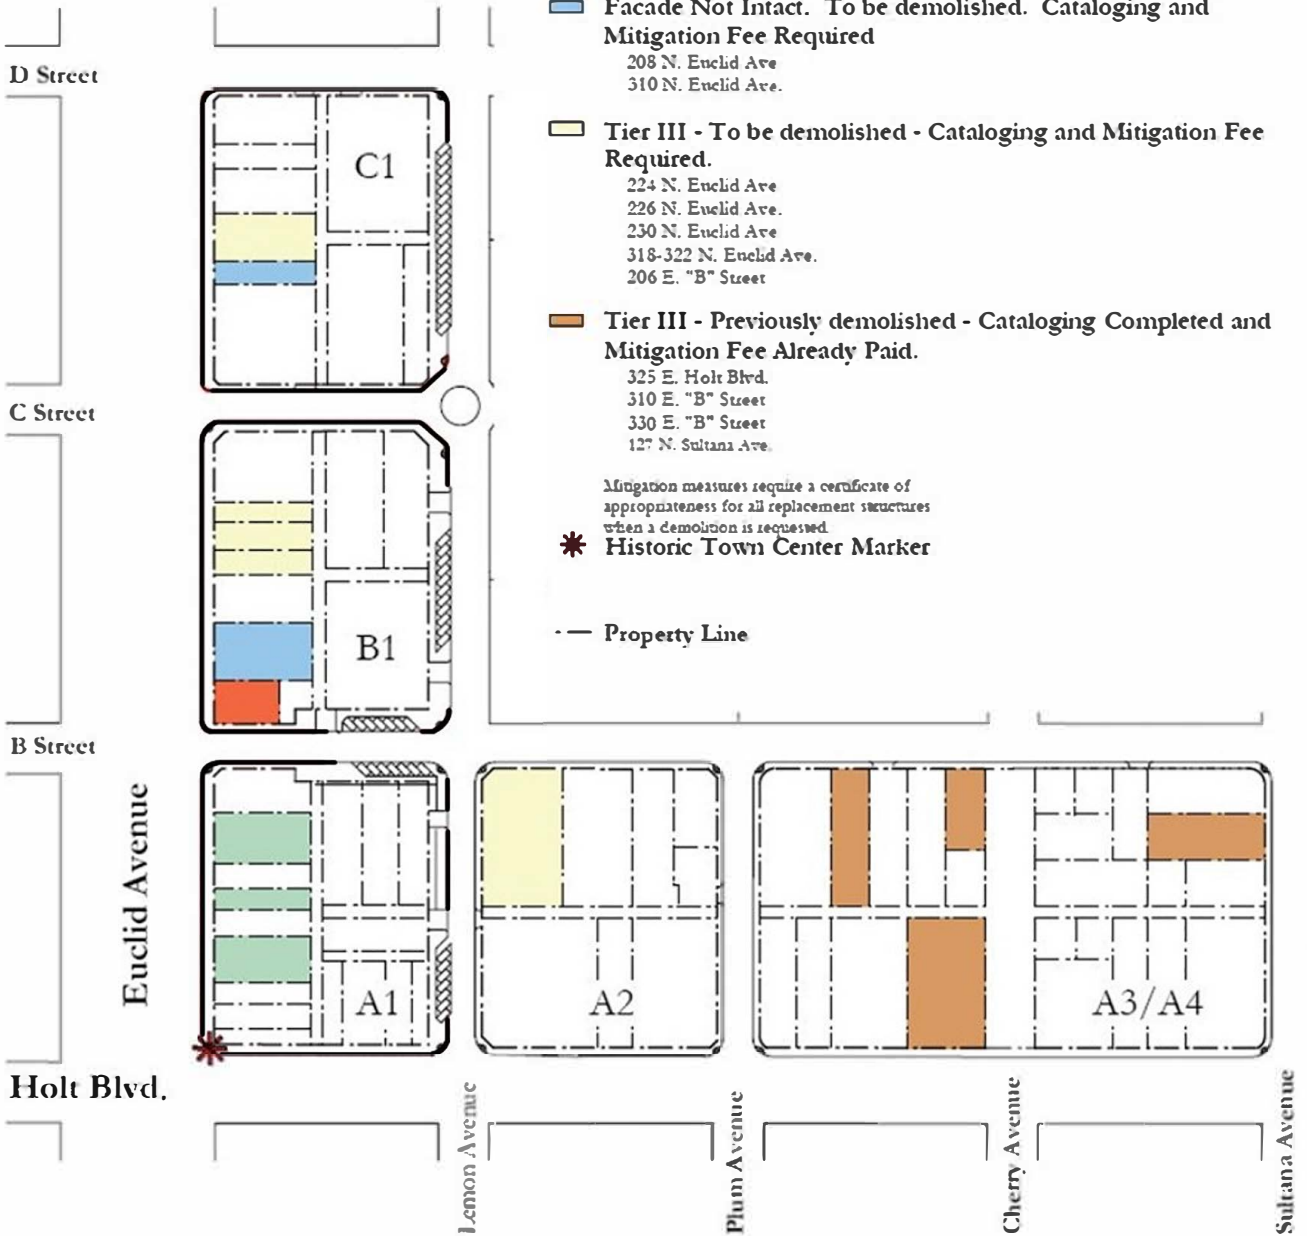 Facade Not Intact. To be demolished. Cataloging and
Mitigation Fee Required
208 N. Euclid Ave
310 N. Euclid Ave.
D Street
Tier III - To be demolished - Cataloging and Mitigation Fee
Required.
224 N. Euclid Ave
226 N. Euclid Ave.
230 N. Euclid Ave
318-322 N. Euclid Ave.
206 E. "B" Street
C1
Tier III - Previously demolished - Cataloging Completed and
Mitigation Fee Already Paid.
325 E. Holt Blvd.
310 E. "B" Street
330 E. "B" Street
127 N. Sultana Ave.
C Street
Mitigation measures require a certificate of
appropriateness for all replacement structures
when a demolition is requested.
Historic Town Center Marker
Property Line
B1
B Street
Euclid Avenue
A1
A2
A3/A4
Holt Blvd.
Lemon Avenue
Plum Avenue
Cherry Avenue
Sultana Avenue